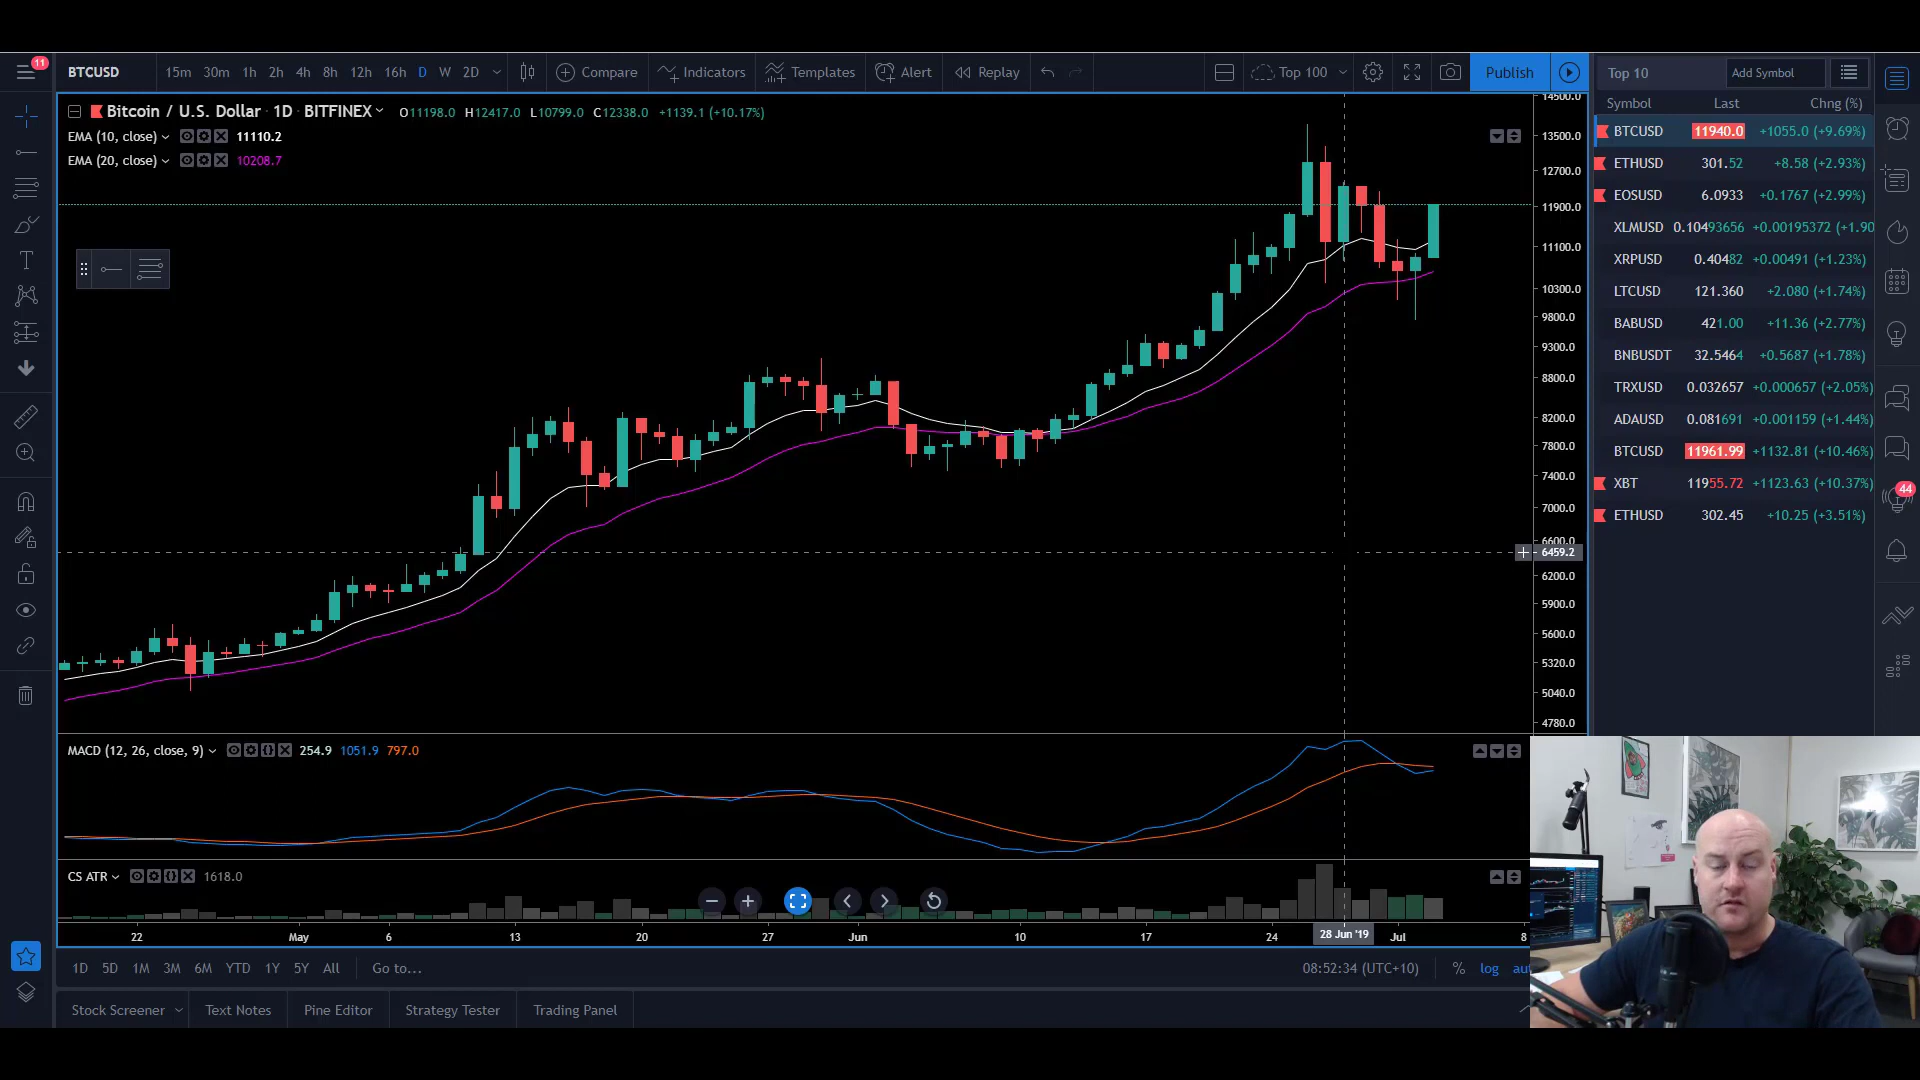 11
BTCUSD
15m 30m 1h 2h 4h 8h 12h 16h D W 2D
Compare
Indicators
Templates
Alert
Replay
Top 100
Publish
Top 10
Add Symbol
Bitcoin / U.S. Dollar 1D BITFINEX O11198.0 H12417.0 L10799.0 C12338.0 +1139.1 (+10.17%)
EMA (10, close) 11110.2
EMA (20, close) 10208.7
14500.0
13500.0
12700.0
11900.0
11100.0
10300.0
9800.0
9300.0
8800.0
8200.0
7800.0
7400.0
7000.0
6600.0
6459.2
6200.0
5900.0
5600.0
5320.0
5040.0
4780.0
Symbol Last Chng (%)
BTCUSD 11940.0 +1055.0 (+9.69%)
ETHUSD 301.52 +8.58 (+2.93%)
EOSUSD 6.0933 +0.1767 (+2.99%)
XLMUSD 0.10493656 +0.00195372 (+1.90
XRPUSD 0.40482 +0.00491 (+1.23%)
LTCUSD 121.360 +2.080 (+1.74%)
BABUSD 421.00 +11.36 (+2.77%)
BNBUSDT 32.5464 +0.5687 (+1.78%)
TRXUSD 0.032657 +0.000657 (+2.05%)
ADAUSD 0.081691 +0.001159 (+1.44%)
BTCUSD 11961.99 +1132.81 (+10.46%)
XBT 11955.72 +1123.63 (+10.37%)
ETHUSD 302.45 +10.25 (+3.51%)
44
MACD (12, 26, close, 9) 254.9 1051.9 797.0
CS ATR 1618.0
22 May 6 13 20 27 Jun 10 17 24 28 Jun '19 Jul 8
1D 5D 1M 3M 6M YTD 1Y 5Y All Go to... 08:52:34 (UTC+10) % log au
Stock Screener Text Notes Pine Editor Strategy Tester Trading Panel